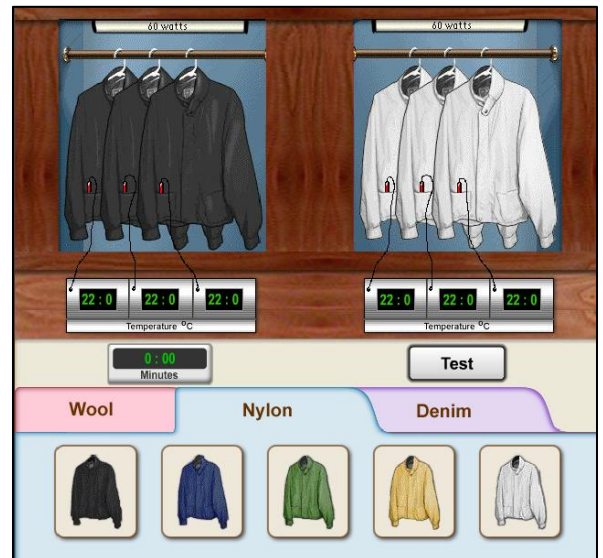 60 watts
60 watts
22 : 0 22 : 0 22 : 0
Temperature °C
22 : 0 22 : 0 22 : 0
Temperature °C
0 : 00
Minutes
Test
Wool
Nylon
Denim